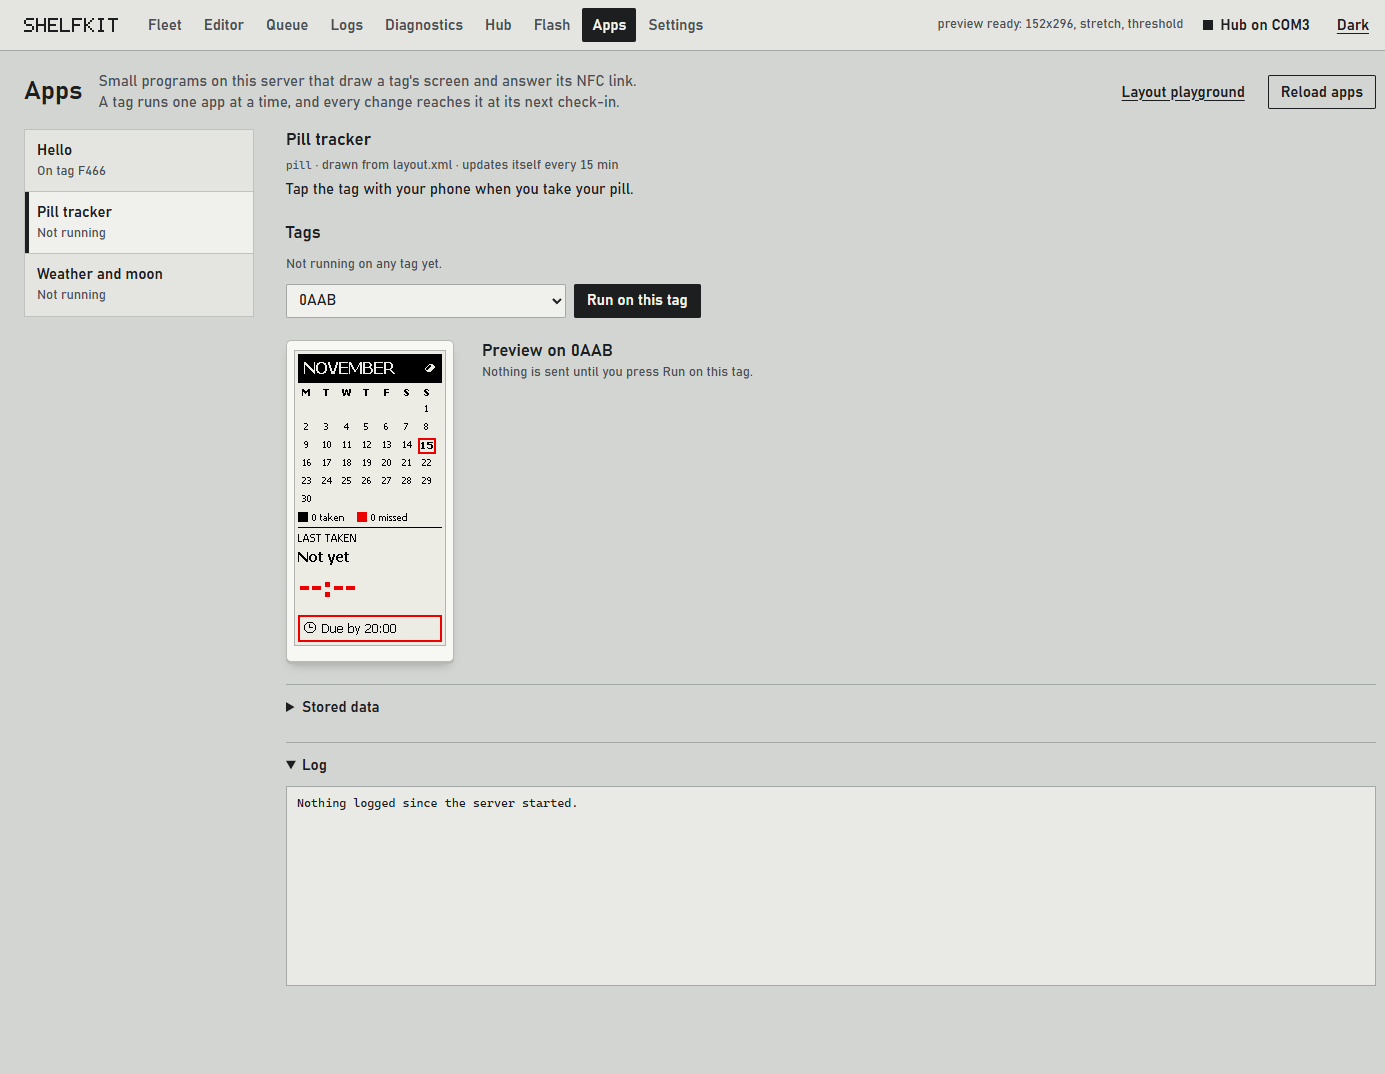 SHELFKIT Fleet Editor Queue Logs Diagnostics Hub Flash Apps Settings preview ready: 152x296, stretch, threshold Hub on COM3 Dark
Apps
Small programs on this server that draw a tag's screen and answer its NFC link.
A tag runs one app at a time, and every change reaches it at its next check-in.
Layout playground Reload apps
Hello
On tag F466
Pill tracker
Not running
Weather and moon
Not running
Pill tracker
pill · drawn from layout.xml · updates itself every 15 min
Tap the tag with your phone when you take your pill.
Tags
Not running on any tag yet.
0AAB Run on this tag
NOVEMBER
M T W T F S S
1
2 3 4 5 6 7 8
9 10 11 12 13 14 15
16 17 18 19 20 21 22
23 24 25 26 27 28 29
30
0 taken 0 missed
LAST TAKEN
Not yet
--:--
Due by 20:00
Preview on 0AAB
Nothing is sent until you press Run on this tag.
Stored data
Log
Nothing logged since the server started.